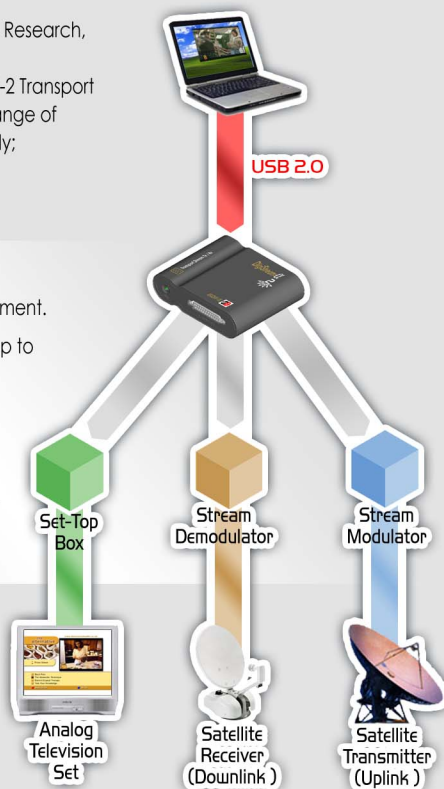 Research,
-2 Transport
ange of
ly;
USB 2.0
ment.
p to
Set-Top
Box
Stream
Demodulator
Stream
Modulator
Analog
Television
Set
Satellite
Receiver
(Downlink )
Satellite
Transmitter
(Uplink )